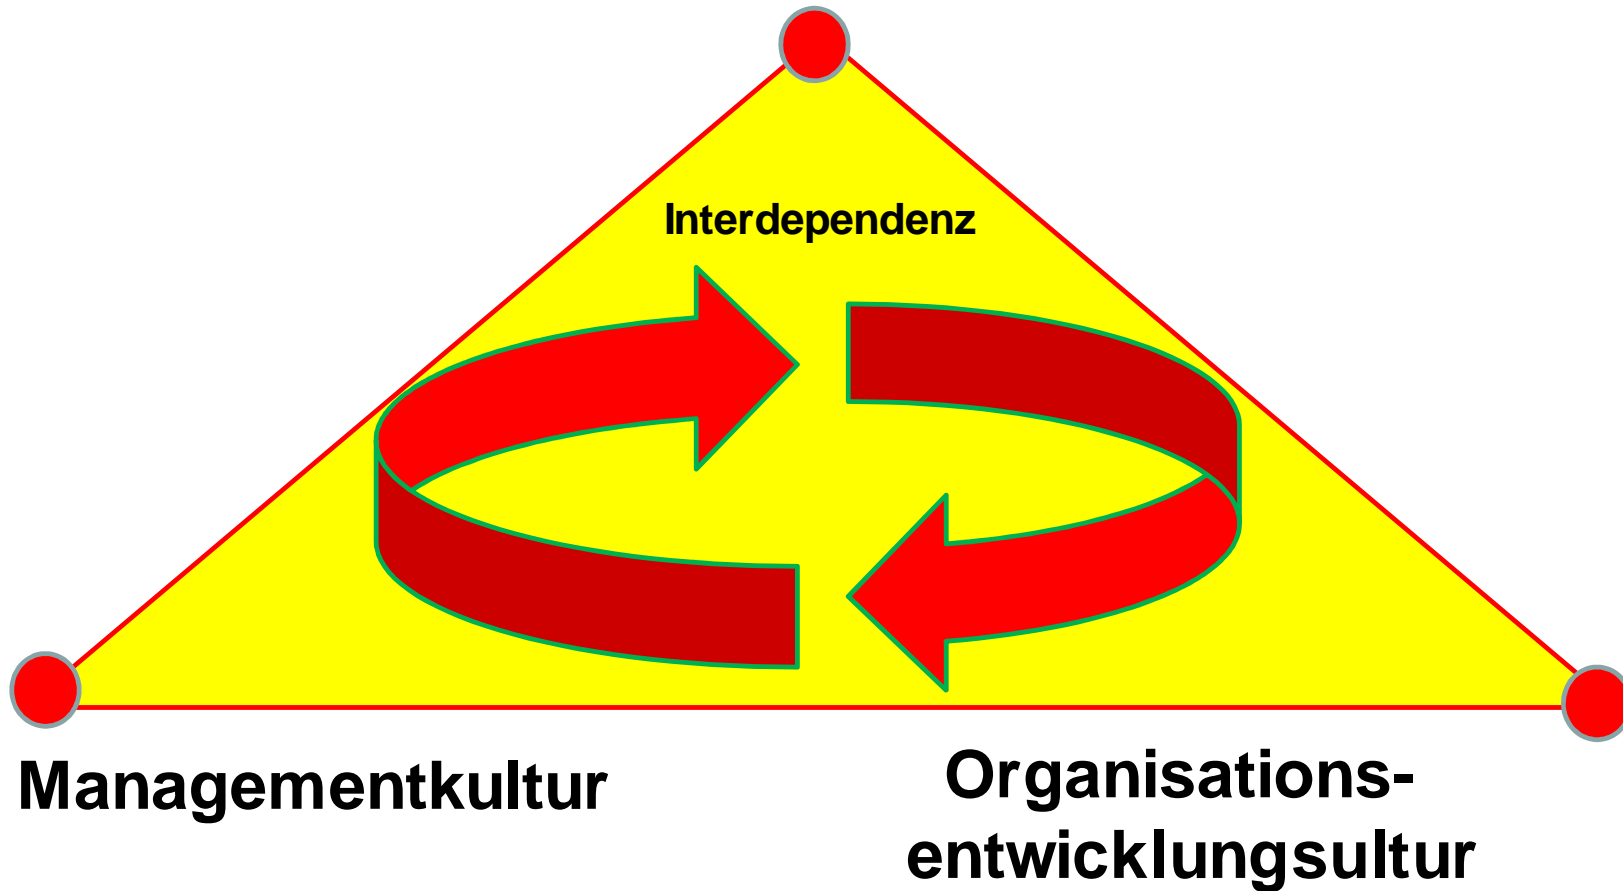 Interdependenz
Managementkultur
Organisations-
entwicklungsultur